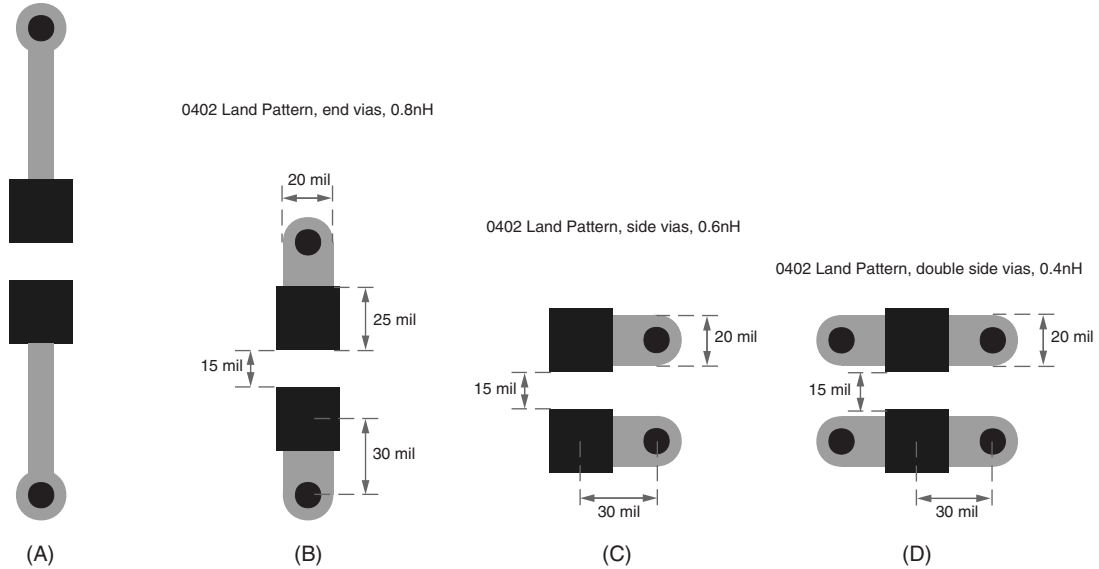 0402 Land Pattern, end vias, 0.8nH
20 mil
25 mil
15 mil
30 mil
0402 Land Pattern, side vias, 0.6nH
20 mil
15 mil
30 mil
0402 Land Pattern, double side vias, 0.4nH
20 mil
15 mil
30 mil
(A)
(B)
(C)
(D)